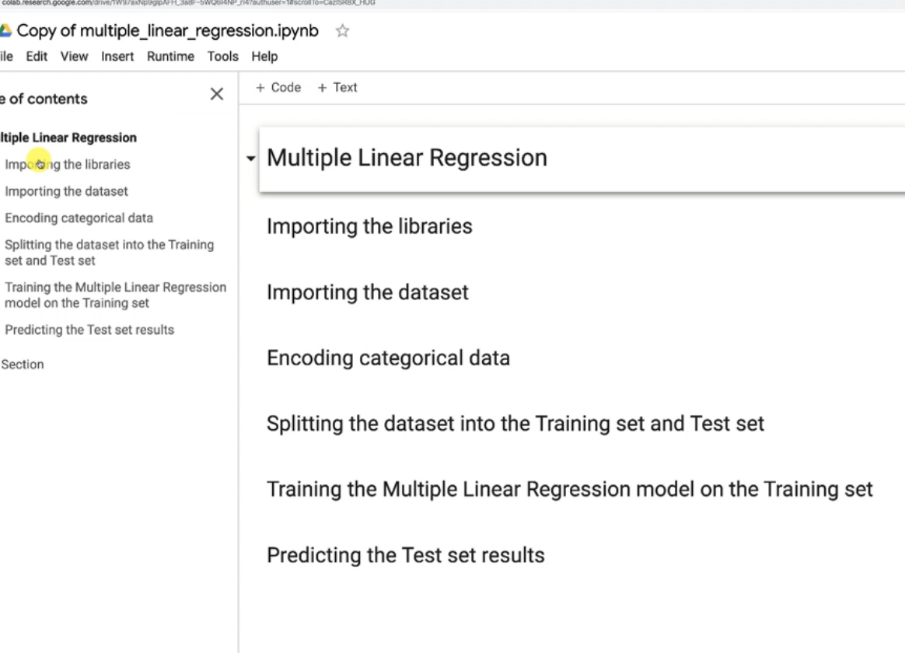 Copy of multiple_linear_regression.ipynb
ile Edit View Insert Runtime Tools Help
e of contents
+ Code + Text
ltiple Linear Regression
Importing the libraries
Importing the dataset
Encoding categorical data
Splitting the dataset into the Training
set and Test set
Training the Multiple Linear Regression
model on the Training set
Predicting the Test set results
Section
Multiple Linear Regression
Importing the libraries
Importing the dataset
Encoding categorical data
Splitting the dataset into the Training set and Test set
Training the Multiple Linear Regression model on the Training set
Predicting the Test set results